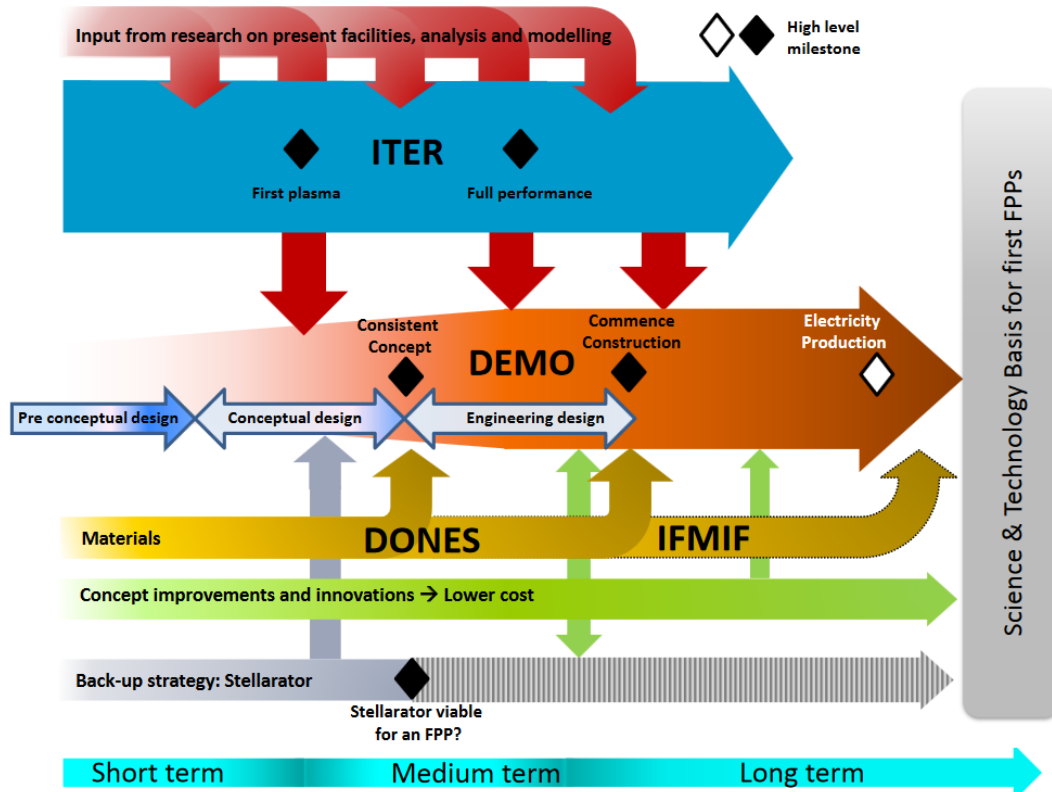 Input from research on present facilities, analysis and modelling
High level
milestone
ITER
First plasma
Full performance
Consistent
Concept
DEMO
Commence
Construction
Electricity
Production
Pre conceptual design
Conceptual design
Engineering design
Materials
DONES
IFMIF
Concept improvements and innovations → Lower cost
Back-up strategy: Stellarator
Stellarator viable
for an FPP?
Short term
Medium term
Long term
Science & Technology Basis for first FPPs